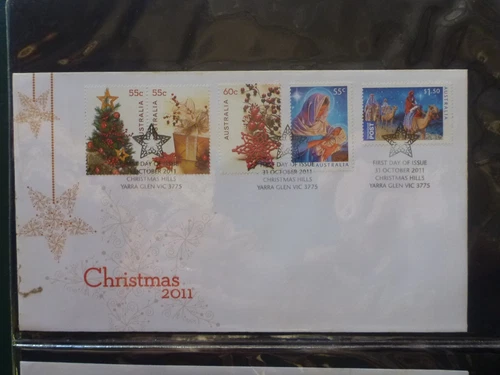 55c
55c
60c
55c
$1.50
AUSTRALIA
AUSTRALIA
AUSTRALIA
POST
DAY OF
OCTOBER 2011
CHRISTMAS HILLS
YARRA GLEN VIC 3775
FIRST DAY OF ISSUE
31 OCTOBER 2011
CHRISTMAS HILLS
YARRA GLEN VIC 3775
FIRST DAY OF ISSUE
31 OCTOBER 2011
CHRISTMAS HILLS
YARRA GLEN VIC 3775
Christmas
2011